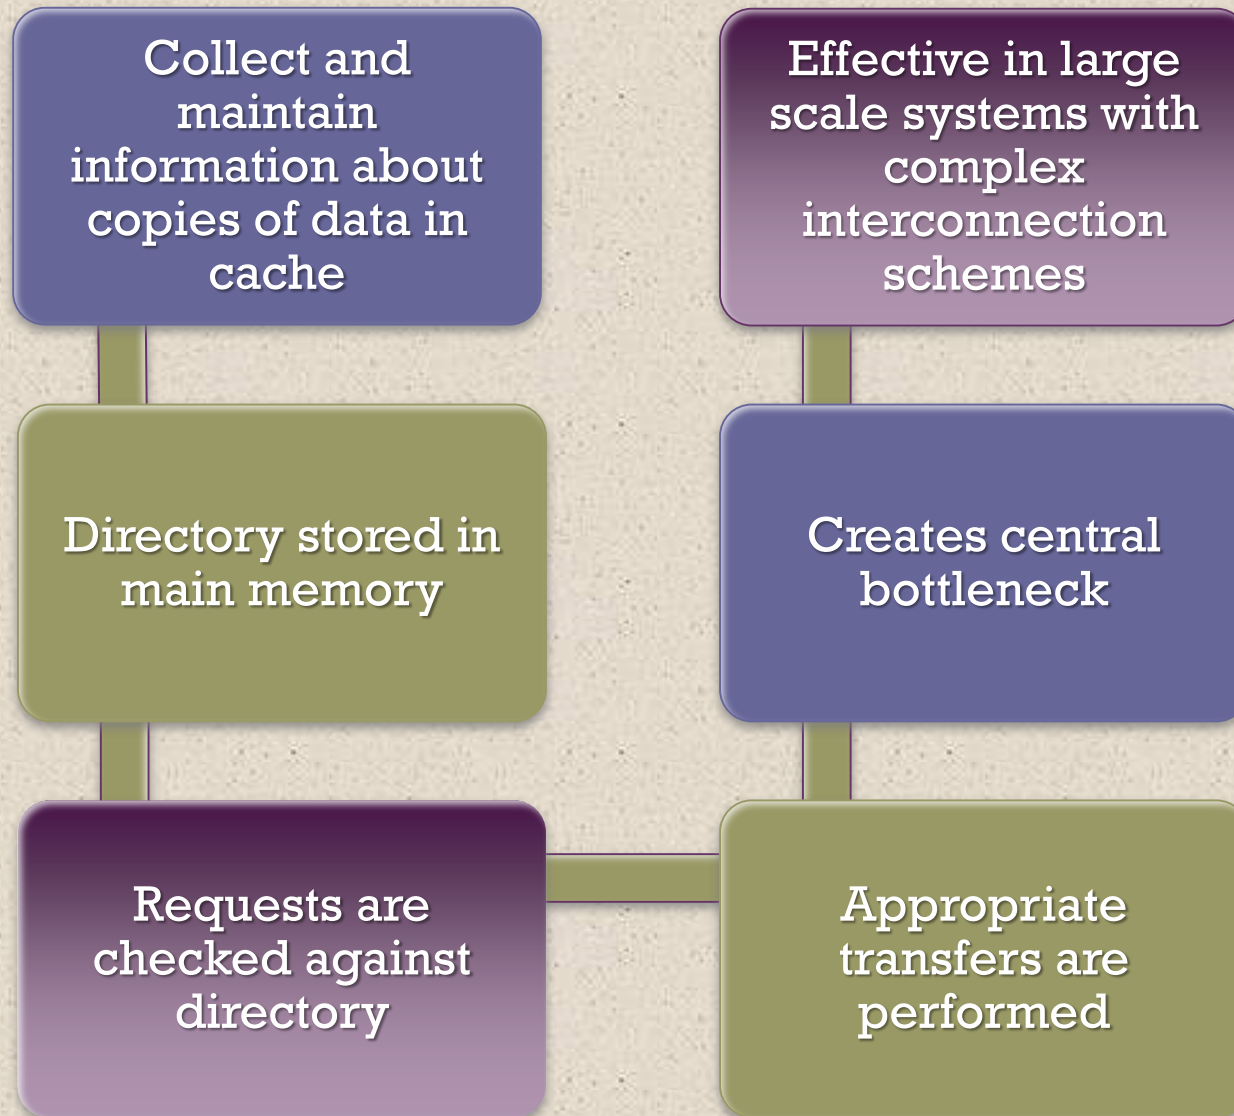 Collect and
maintain
information about
copies of data in
cache
Directory stored in
main memory
Requests are
checked against
directory
Appropriate
transfers are
performed
Creates central
bottleneck
Effective in large
scale systems with
complex
interconnection
schemes